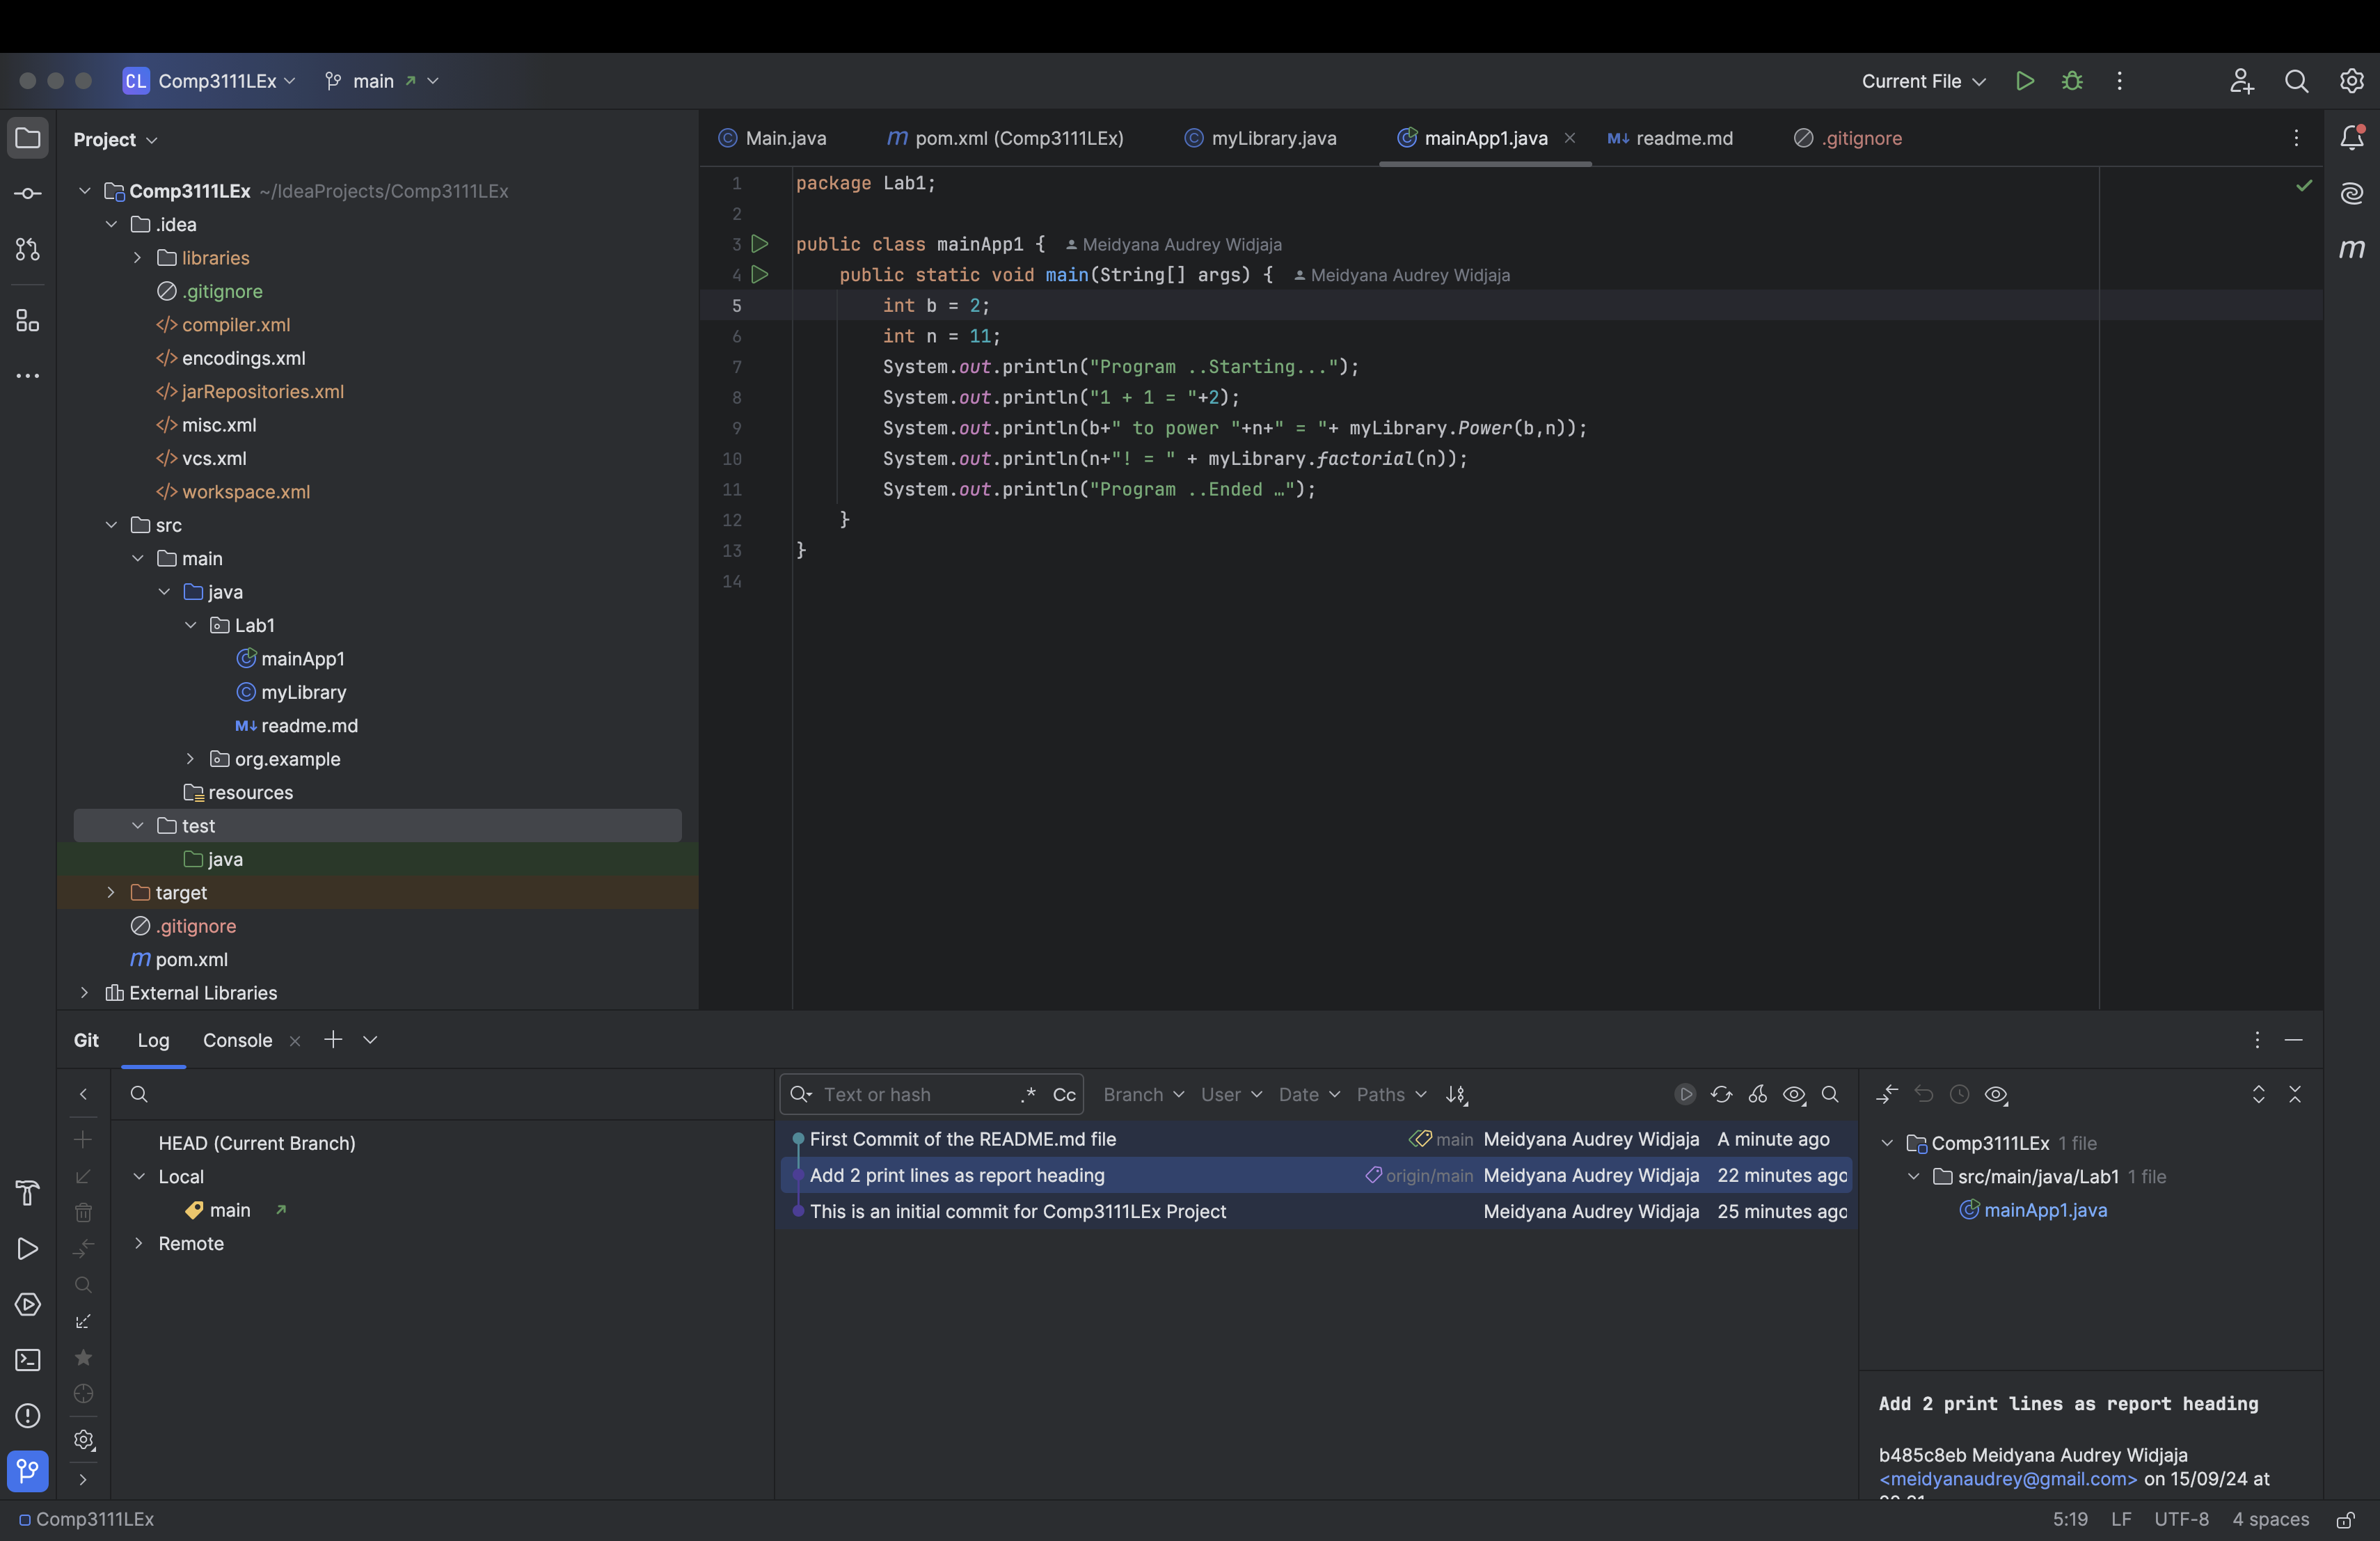 CL Comp3111LEx main Current File
Project
Comp3111LEx ~/IdeaProjects/Comp3111LEx
.idea
libraries
.gitignore
</> compiler.xml
</> encodings.xml
</> jarRepositories.xml
</> misc.xml
</> vcs.xml
</> workspace.xml
src
main
java
Lab1
mainApp1
myLibrary
M↓ readme.md
org.example
resources
test
java
target
.gitignore
m pom.xml
External Libraries
Main.java m pom.xml (Comp3111LEx) myLibrary.java mainApp1.java M↓ readme.md .gitignore
1 package Lab1;
2
3 public class mainApp1 { Meidyana Audrey Widjaja
4 public static void main(String[] args) { Meidyana Audrey Widjaja
5 int b = 2;
6 int n = 11;
7 System.out.println("Program ..Starting...");
8 System.out.println("1 + 1 = "+2);
9 System.out.println(b+" to power "+n+" = "+ myLibrary.Power(b,n));
10 System.out.println(n+"! = " + myLibrary.factorial(n));
11 System.out.println("Program ..Ended …");
12 }
13 }
14
m
Git Log Console
HEAD (Current Branch)
Local
main
Remote
Text or hash .* Cc Branch User Date Paths
First Commit of the README.md file main Meidyana Audrey Widjaja A minute ago
Add 2 print lines as report heading origin/main Meidyana Audrey Widjaja 22 minutes ago
This is an initial commit for Comp3111LEx Project Meidyana Audrey Widjaja 25 minutes ago
Comp3111LEx 1 file
src/main/java/Lab1 1 file
mainApp1.java
Add 2 print lines as report heading
b485c8eb Meidyana Audrey Widjaja
<meidyanaudrey@gmail.com> on 15/09/24 at
Comp3111LEx 5:19 LF UTF-8 4 spaces